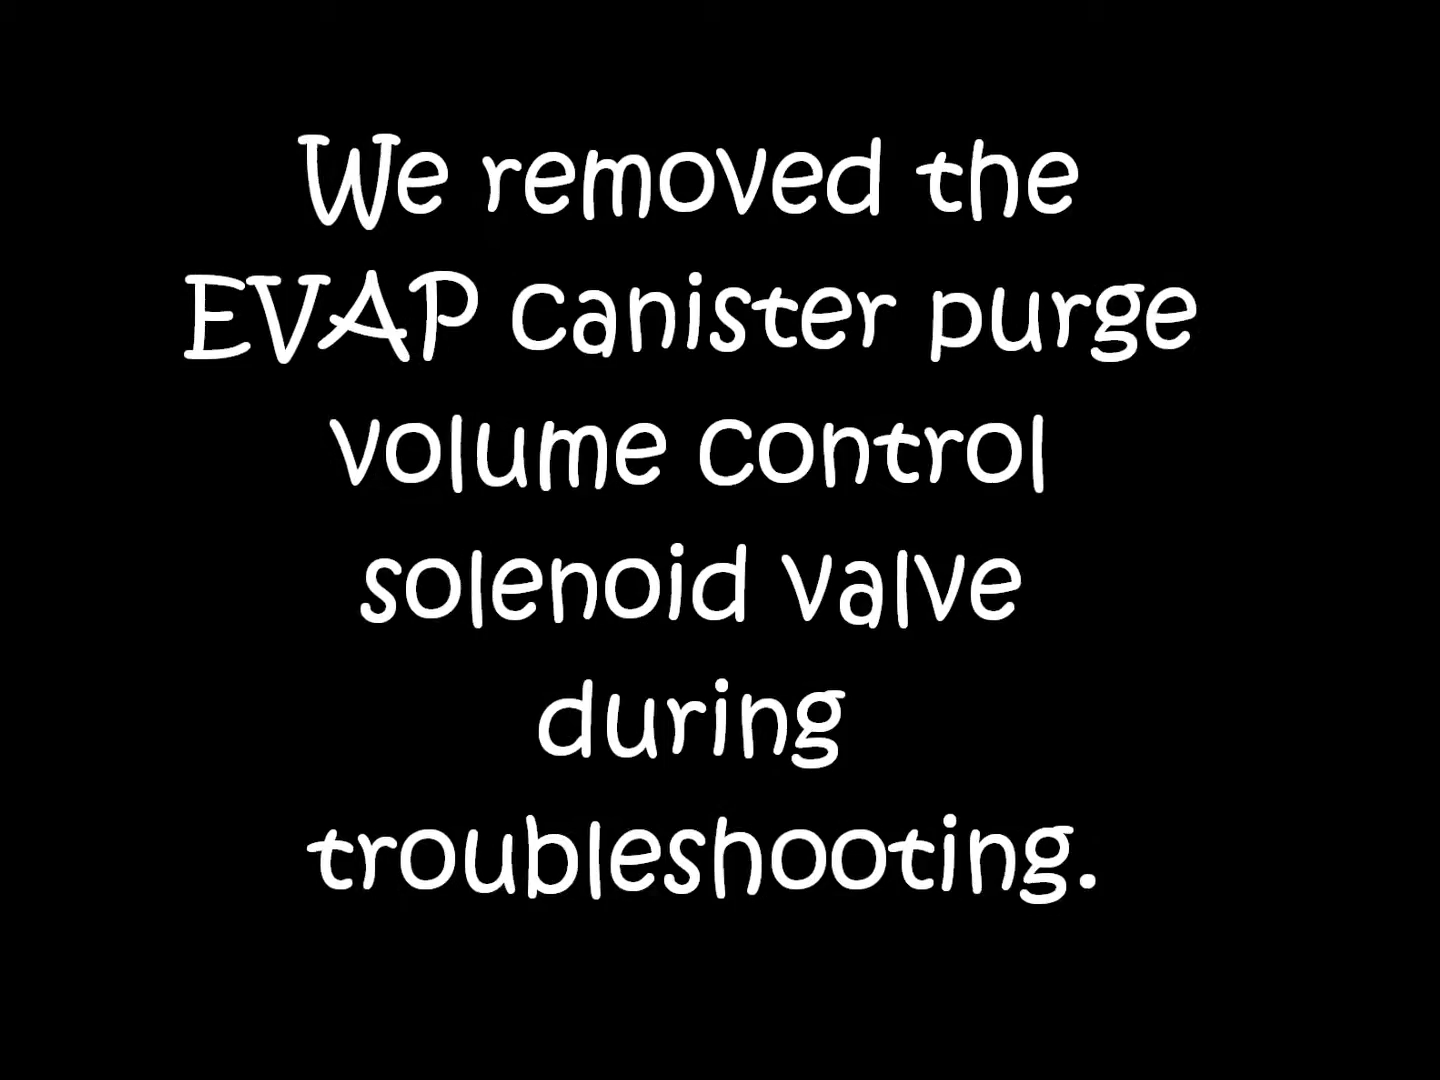 We removed the
EVAP canister purge
volume control
solenoid valve
during
troubleshooting.